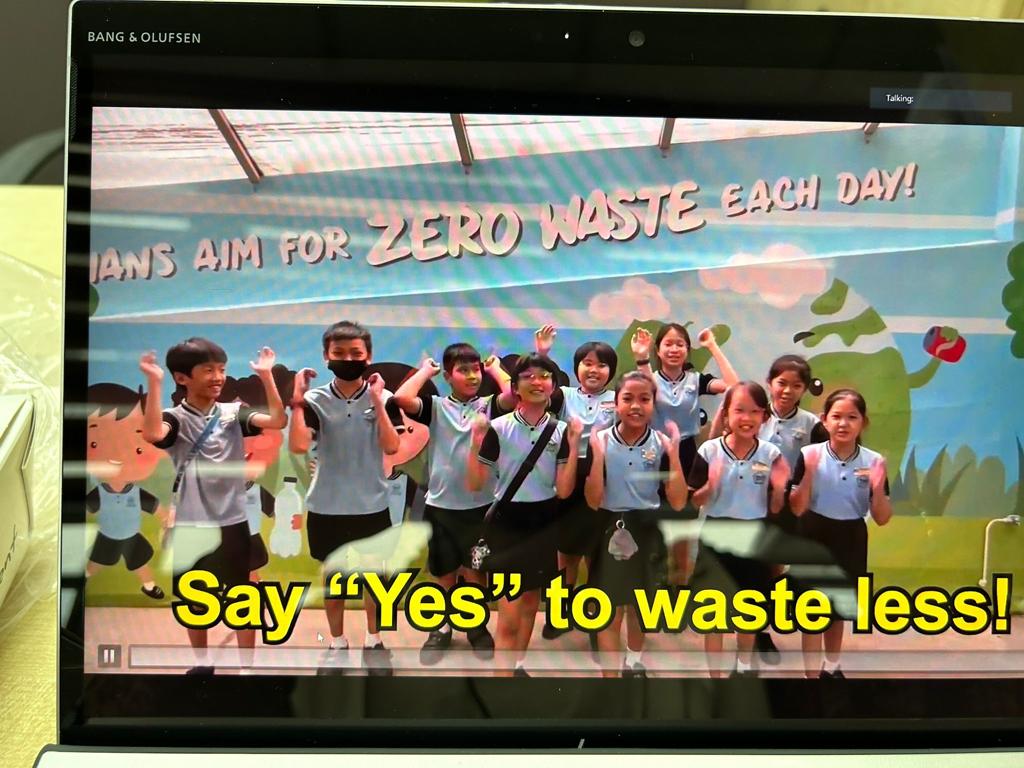 BANG & OLUFSEN
Talking:
IANS AIM FOR ZERO WASTE EACH DAY!
Say “Yes” to waste less!